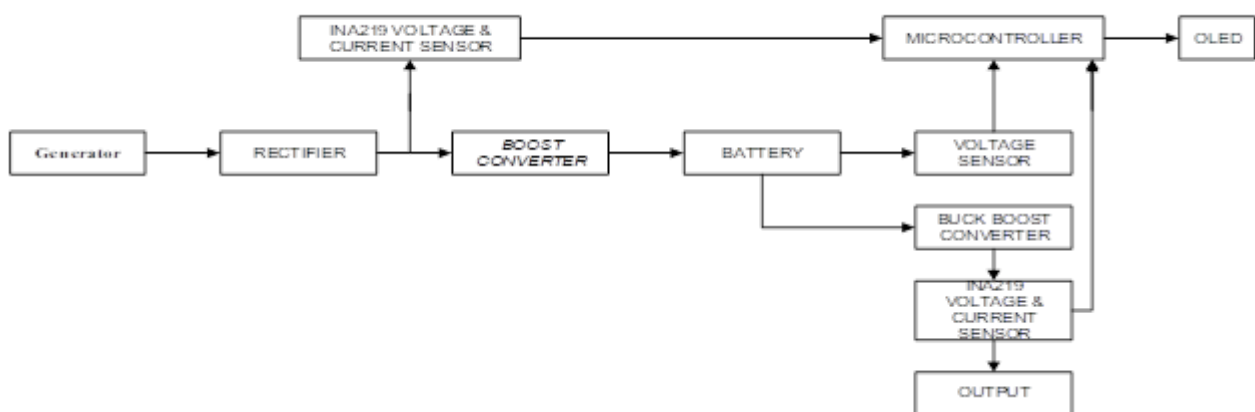 INA219 VOLTAGE &
CURRENT SENSOR
MICROCONTROLLER
OLED
Generator
RECTIFIER
BOOST
CONVERTER
BATTERY
VOLTAGE
SENSOR
BUCK BOOST
CONVERTER
INA219
VOLTAGE &
CURRENT
SENSOR
OUTPUT